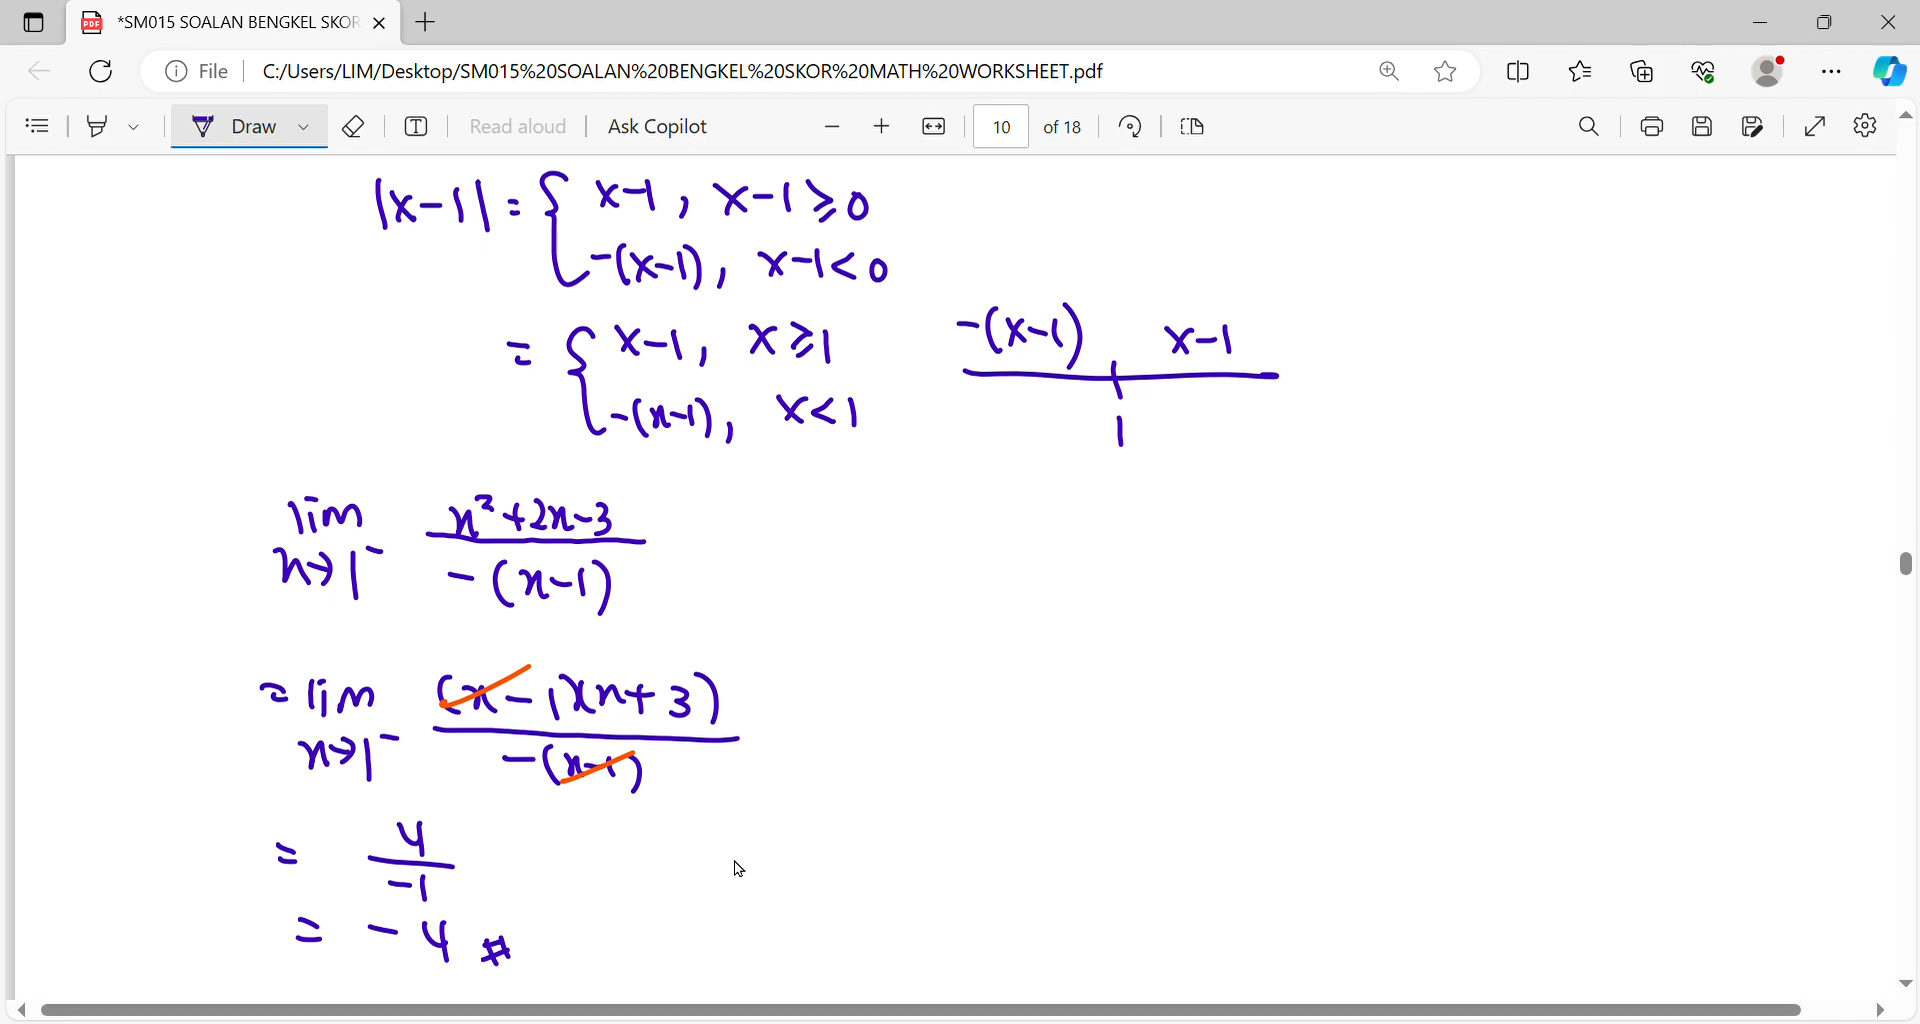 *SM015 SOALAN BENGKEL SKOR
File C:/Users/LIM/Desktop/SM015%20SOALAN%20BENGKEL%20SKOR%20MATH%20WORKSHEET.pdf
Draw Read aloud Ask Copilot 10 of 18
|x-1| = { x-1, x-1⩾0
-(x-1), x-1<0
= { x-1, x⩾1
-(x-1), x<1
-(x-1) x-1
1
lim x²+2x-3
x→1⁻ -(x-1)
= lim (x-1)(x+3)
x→1⁻ -(x-1)
= 4
-1
= -4 #